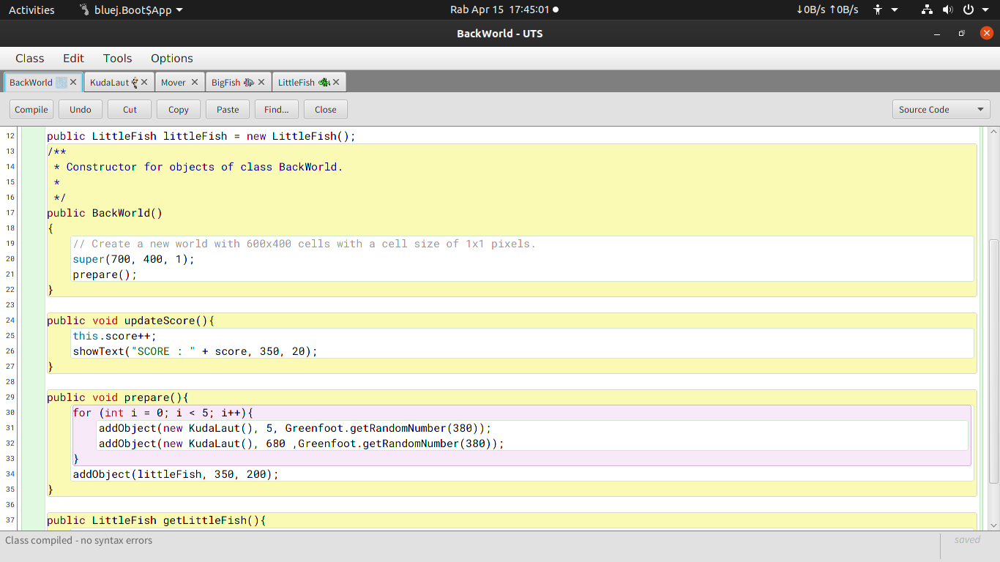 Activities bluej.Boot$App Rab Apr 15 17:45:01 ↓0B/s ↑0B/s
BackWorld - UTS
Class Edit Tools Options
BackWorld KudaLaut Mover BigFish LittleFish
Compile Undo Cut Copy Paste Find... Close Source Code
12 public LittleFish littleFish = new LittleFish();
13 /**
14 * Constructor for objects of class BackWorld.
15 *
16 */
17 public BackWorld()
18 {
19 // Create a new world with 600x400 cells with a cell size of 1x1 pixels.
20 super(700, 400, 1);
21 prepare();
22 }
23
24 public void updateScore(){
25 this.score++;
26 showText("SCORE : " + score, 350, 20);
27 }
28
29 public void prepare(){
30 for (int i = 0; i < 5; i++){
31 addObject(new KudaLaut(), 5, Greenfoot.getRandomNumber(380));
32 addObject(new KudaLaut(), 680 ,Greenfoot.getRandomNumber(380));
33 }
34 addObject(littleFish, 350, 200);
35 }
36
37 public LittleFish getLittleFish(){
Class compiled - no syntax errors
saved